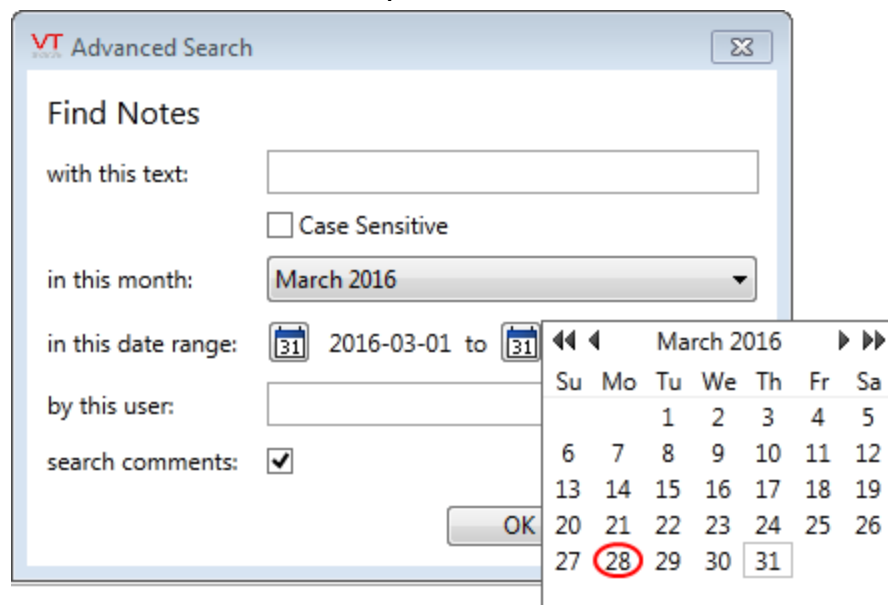 VT Advanced Search
Find Notes
with this text:
Case Sensitive
in this month: March 2016
in this date range: 31 2016-03-01 to 31
by this user:
search comments:
OK
March 2016
Su Mo Tu We Th Fr Sa
1 2 3 4 5
6 7 8 9 10 11 12
13 14 15 16 17 18 19
20 21 22 23 24 25 26
27 28 29 30 31